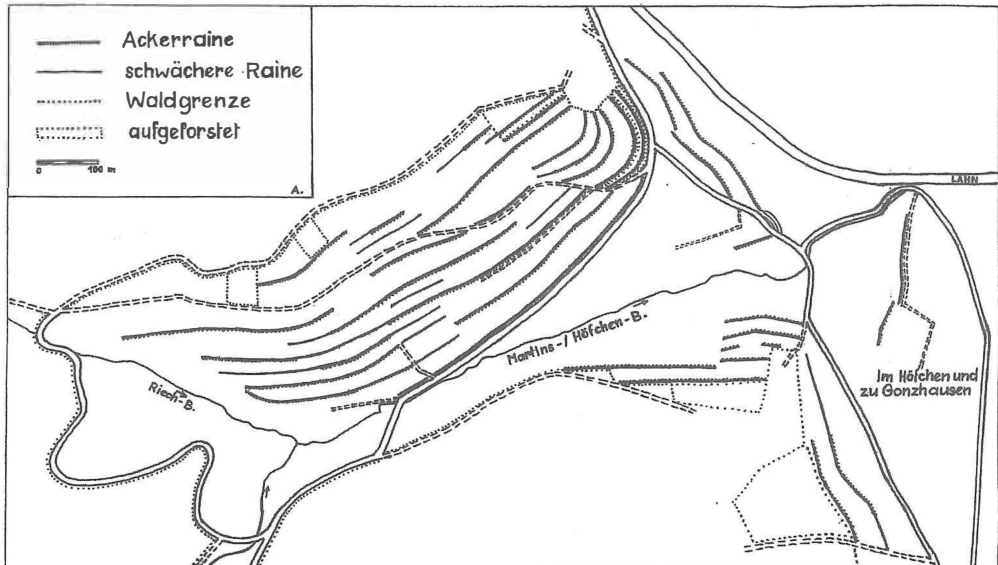 Ackerraine
schwächere Raine
Waldgrenze
aufgeforstet
0 100 m
A.
LAHN
Martins-/Höfchen-B.
Riech-B.
Im Höfchen und
zu Gonzhausen